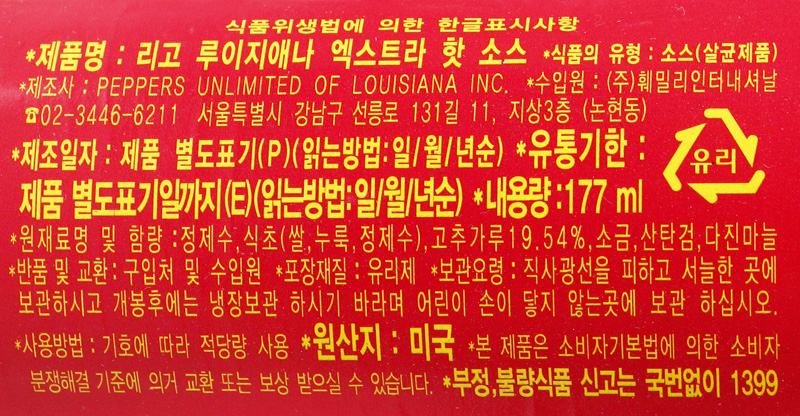 식품위생법에 의한 한글표시사항
*제품명 : 리고 루이지애나 엑스트라 핫 소스 *식품의 유형 : 소스(살균제품)
*제조사 : PEPPERS UNLIMITED OF LOUISIANA INC. *수입원 : (주)훼밀리인터내셔날
☎02-3446-6211 서울특별시 강남구 선릉로 131길 11, 지상3층 (논현동)
*제조일자 : 제품 별도표기(P)(읽는방법:일/월/년순) *유통기한 :
제품 별도표기일까지(E)(읽는방법:일/월/년순) *내용량:177 ml
유리
*원재료명 및 함량:정제수,식초(쌀,누룩,정제수),고추가루19.54%,소금,산탄검,다진마늘
*반품 및 교환: 구입처 및 수입원 *포장재질: 유리제 *보관요령: 직사광선을 피하고 서늘한 곳에
보관하시고 개봉후에는 냉장보관 하시기 바라며 어린이 손이 닿지 않는곳에 보관 하십시오.
*사용방법 : 기호에 따라 적당량 사용 *원산지 : 미국 *본 제품은 소비자기본법에 의한 소비자
분쟁해결 기준에 의거 교환 또는 보상 받으실 수 있습니다. *부정,불량식품 신고는 국번없이 1399